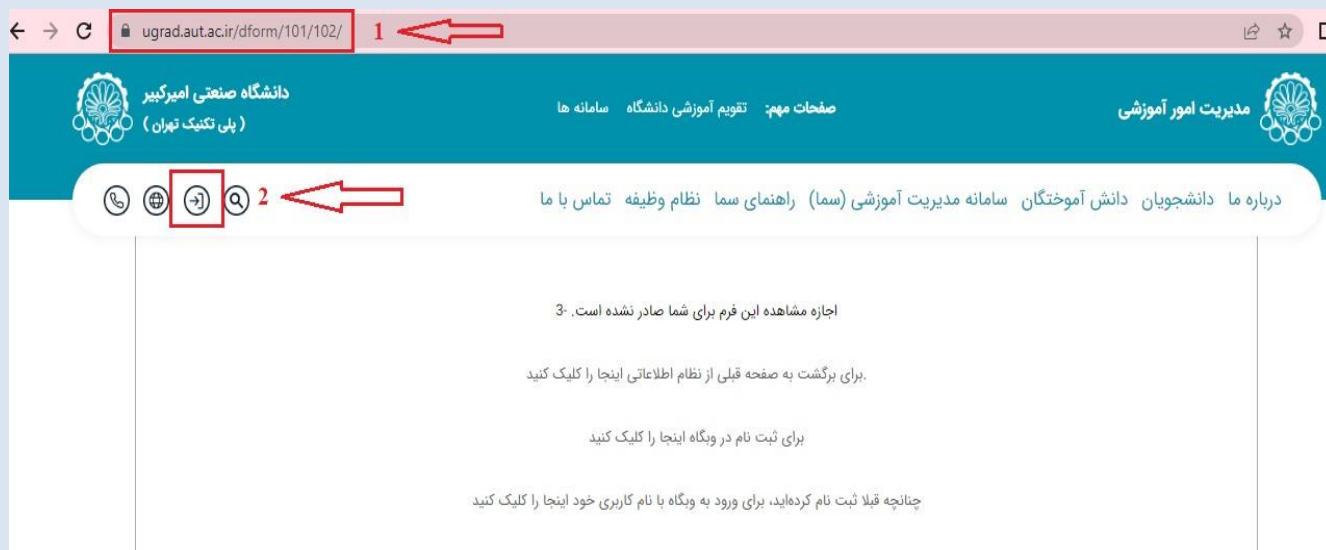 ugrad.aut.ac.ir/dform/101/102/
1
مدیریت امور آموزشی
صفحات مهم: تقویم آموزشی دانشگاه سامانه ها
دانشگاه صنعتی امیرکبیر
( پلی تکنیک تهران )
درباره ما دانشجویان دانش آموختگان سامانه مدیریت آموزشی (سما) راهنمای سما نظام وظیفه تماس با ما
2
اجازه مشاهده این فرم برای شما صادر نشده است. -3
.برای برگشت به صفحه قبلی از نظام اطلاعاتی اینجا را کلیک کنید
برای ثبت نام در وبگاه اینجا را کلیک کنید
چنانچه قبلا ثبت نام کرده‌اید، برای ورود به وبگاه با نام کاربری خود اینجا را کلیک کنید